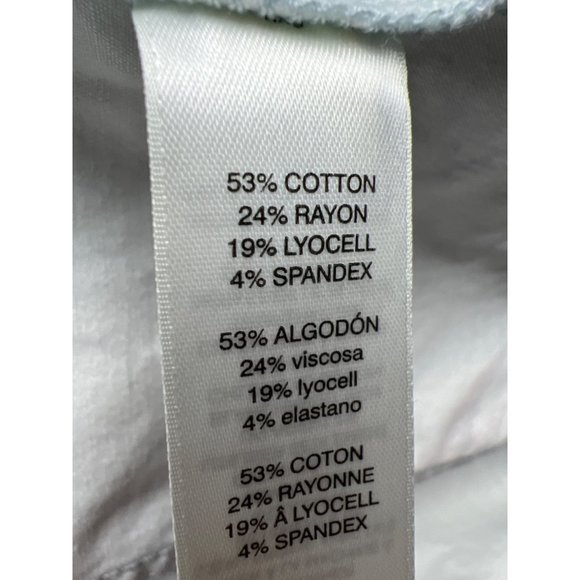 53% COTTON
24% RAYON
19% LYOCELL
4% SPANDEX
53% ALGODÓN
24% viscosa
19% lyocell
4% elastano
53% COTON
24% RAYONNE
19% Â LYOCELL
4% SPANDEX